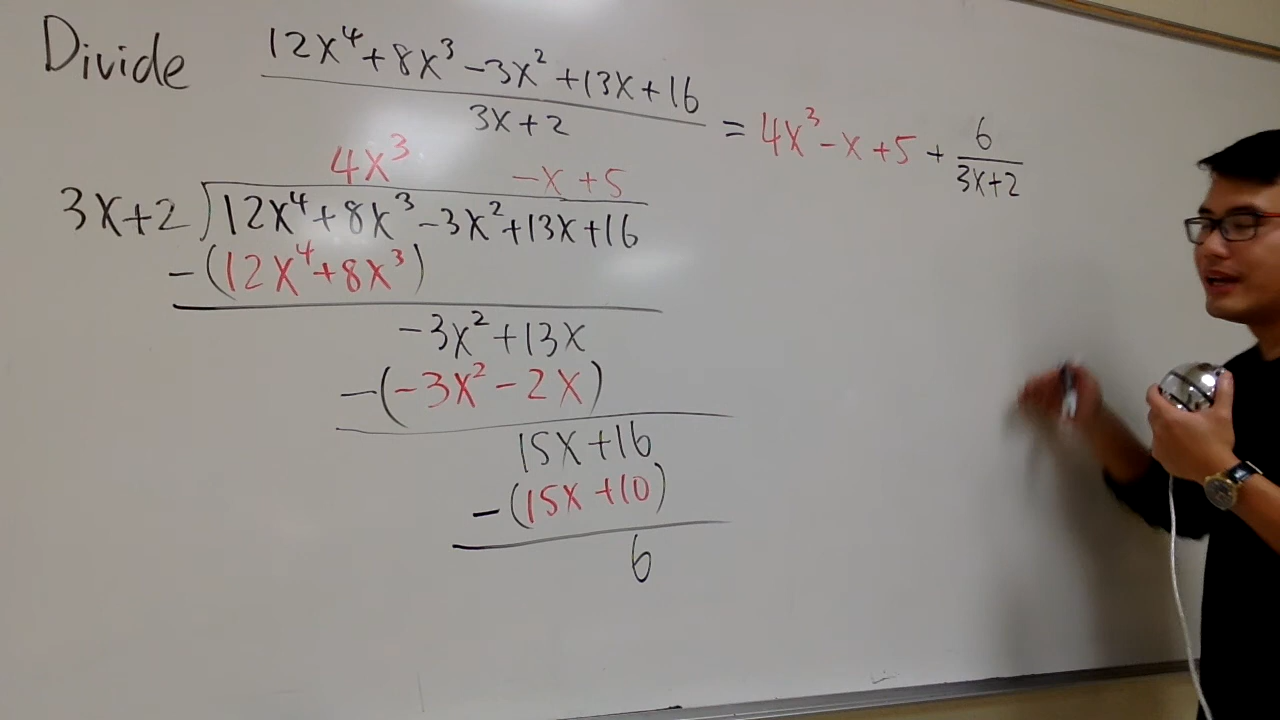 Divide (12x⁴+8x³-3x²+13x+16)/(3x+2) = 4x³-x+5+6/(3x+2)
4x³ -x+5
3x+2)12x⁴+8x³-3x²+13x+16
-(12x⁴+8x³)
-3x²+13x
-(-3x²-2x)
15x+16
-(15x+10)
6